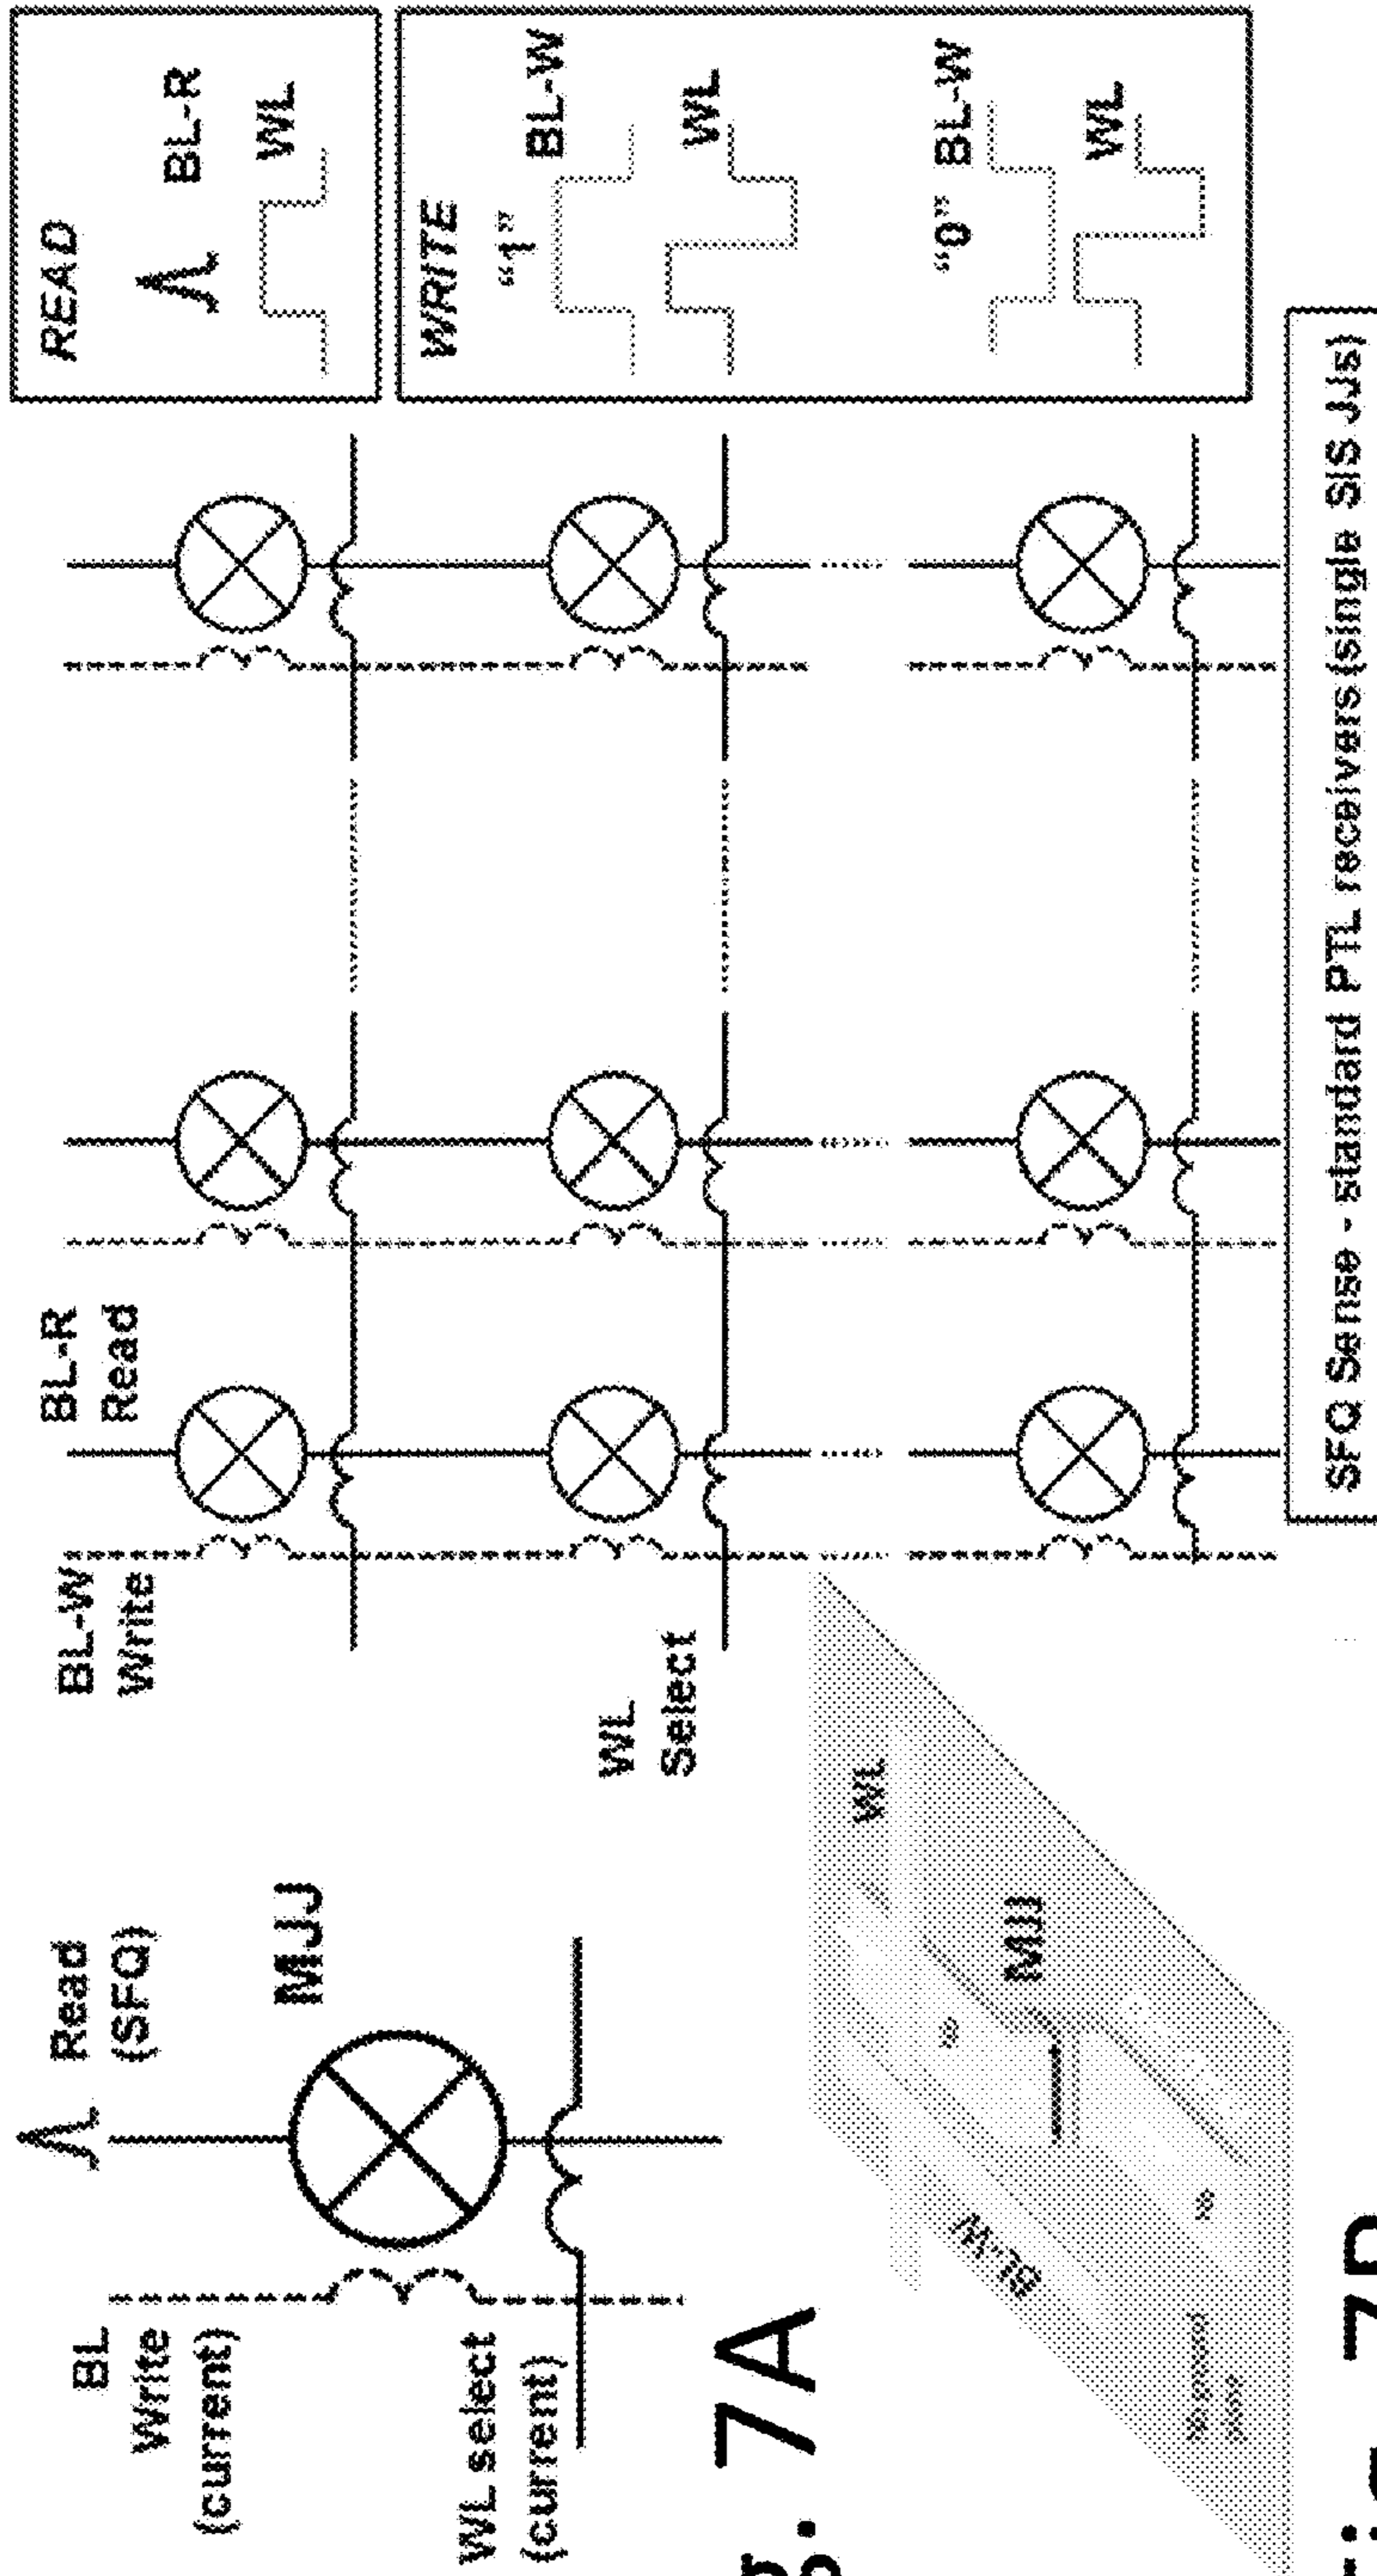 Read
(SFQ)
BL
Write
(current)
MJJ
WL select
(current)
g. 7A
BL-W
Write
BL-R
Read
WL
Select
READ
BL-R
WL
WRITE
“1”
BL-W
WL
“0”
BL-W
WL
SFQ Sense - standard PTL receivers (single SIS JJs)
WL
MJJ
BL-W